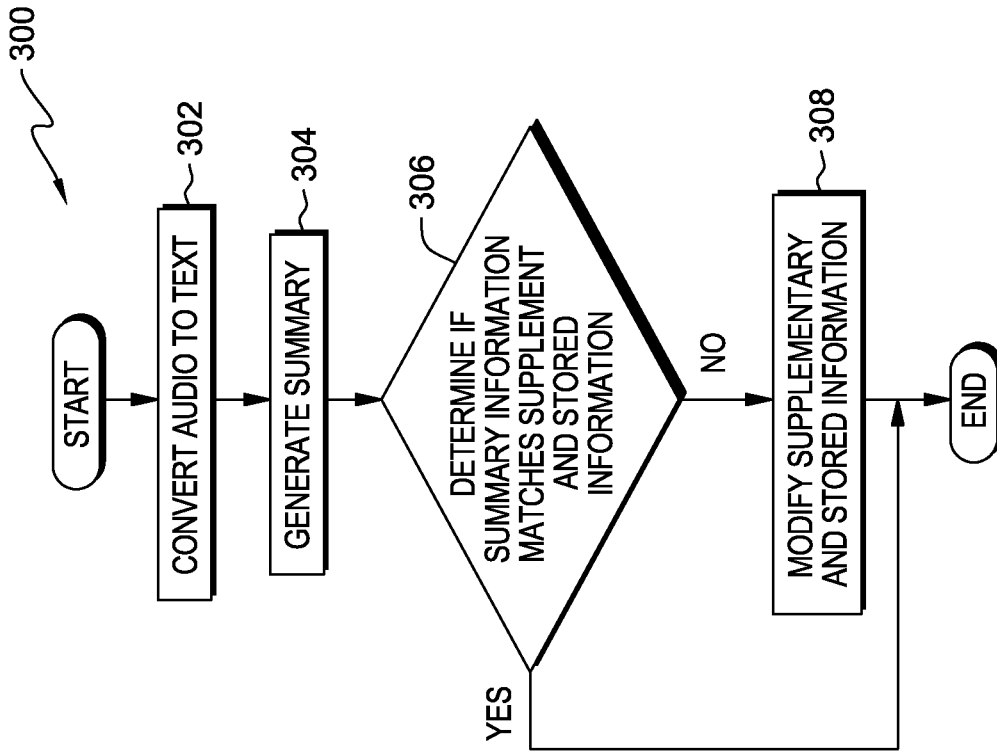 300
START
CONVERT AUDIO TO TEXT
302
GENERATE SUMMARY
304
306
DETERMINE IF
SUMMARY INFORMATION
MATCHES SUPPLEMENT
AND STORED
INFORMATION
YES
NO
MODIFY SUPPLEMENTARY
AND STORED INFORMATION
308
END